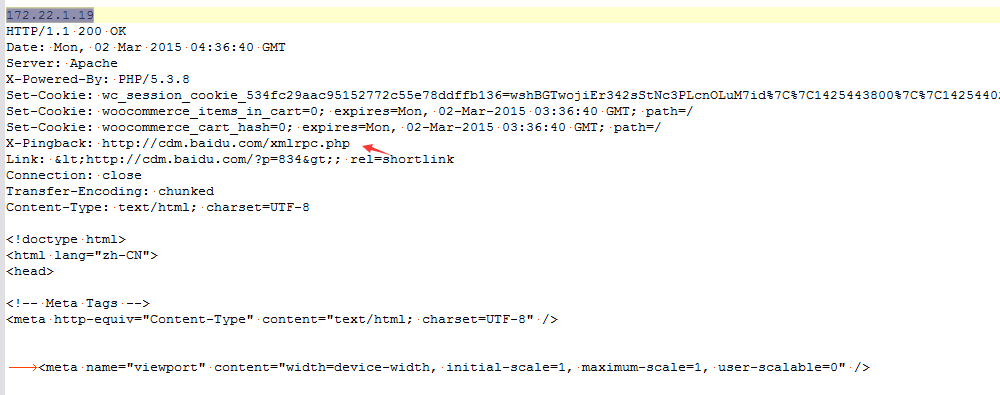 172.22.1.19
HTTP/1.1 200 OK
Date: Mon, 02 Mar 2015 04:36:40 GMT
Server: Apache
X-Powered-By: PHP/5.3.8
Set-Cookie: wc_session_cookie_534fc29aac95152772c55e78ddffb136=wshBGTwojiEr342sStNc3PLcnOLuM7id%7C%7C1425443800%7C%7C14254402
Set-Cookie: woocommerce_items_in_cart=0; expires=Mon, 02-Mar-2015 03:36:40 GMT; path=/
Set-Cookie: woocommerce_cart_hash=0; expires=Mon, 02-Mar-2015 03:36:40 GMT; path=/
X-Pingback: http://cdm.baidu.com/xmlrpc.php
Link: &lt;http://cdm.baidu.com/?p=834&gt;; rel=shortlink
Connection: close
Transfer-Encoding: chunked
Content-Type: text/html; charset=UTF-8
<!doctype html>
<html lang="zh-CN">
<head>
<!-- Meta Tags -->
<meta http-equiv="Content-Type" content="text/html; charset=UTF-8" />
<meta name="viewport" content="width=device-width, initial-scale=1, maximum-scale=1, user-scalable=0" />